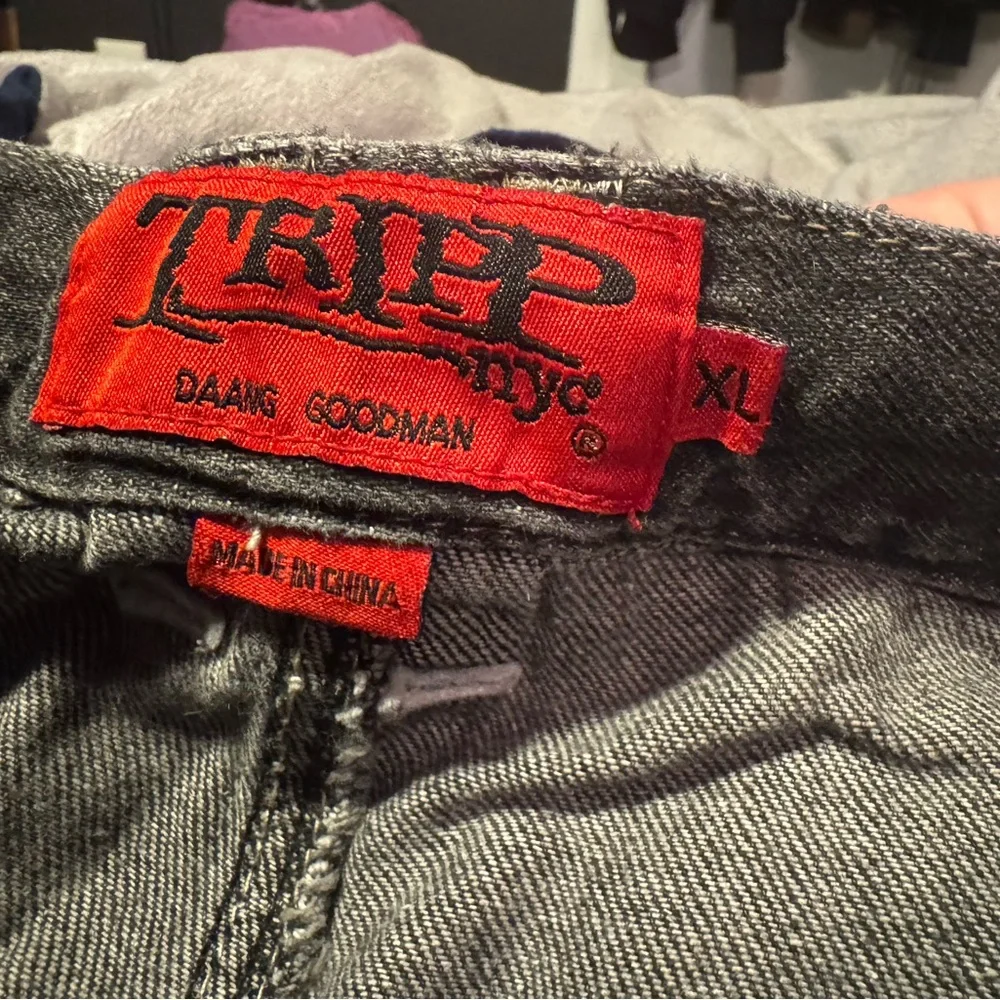 TRIPP
nyc
DAANG GOODMAN
®
XL
MADE IN CHINA